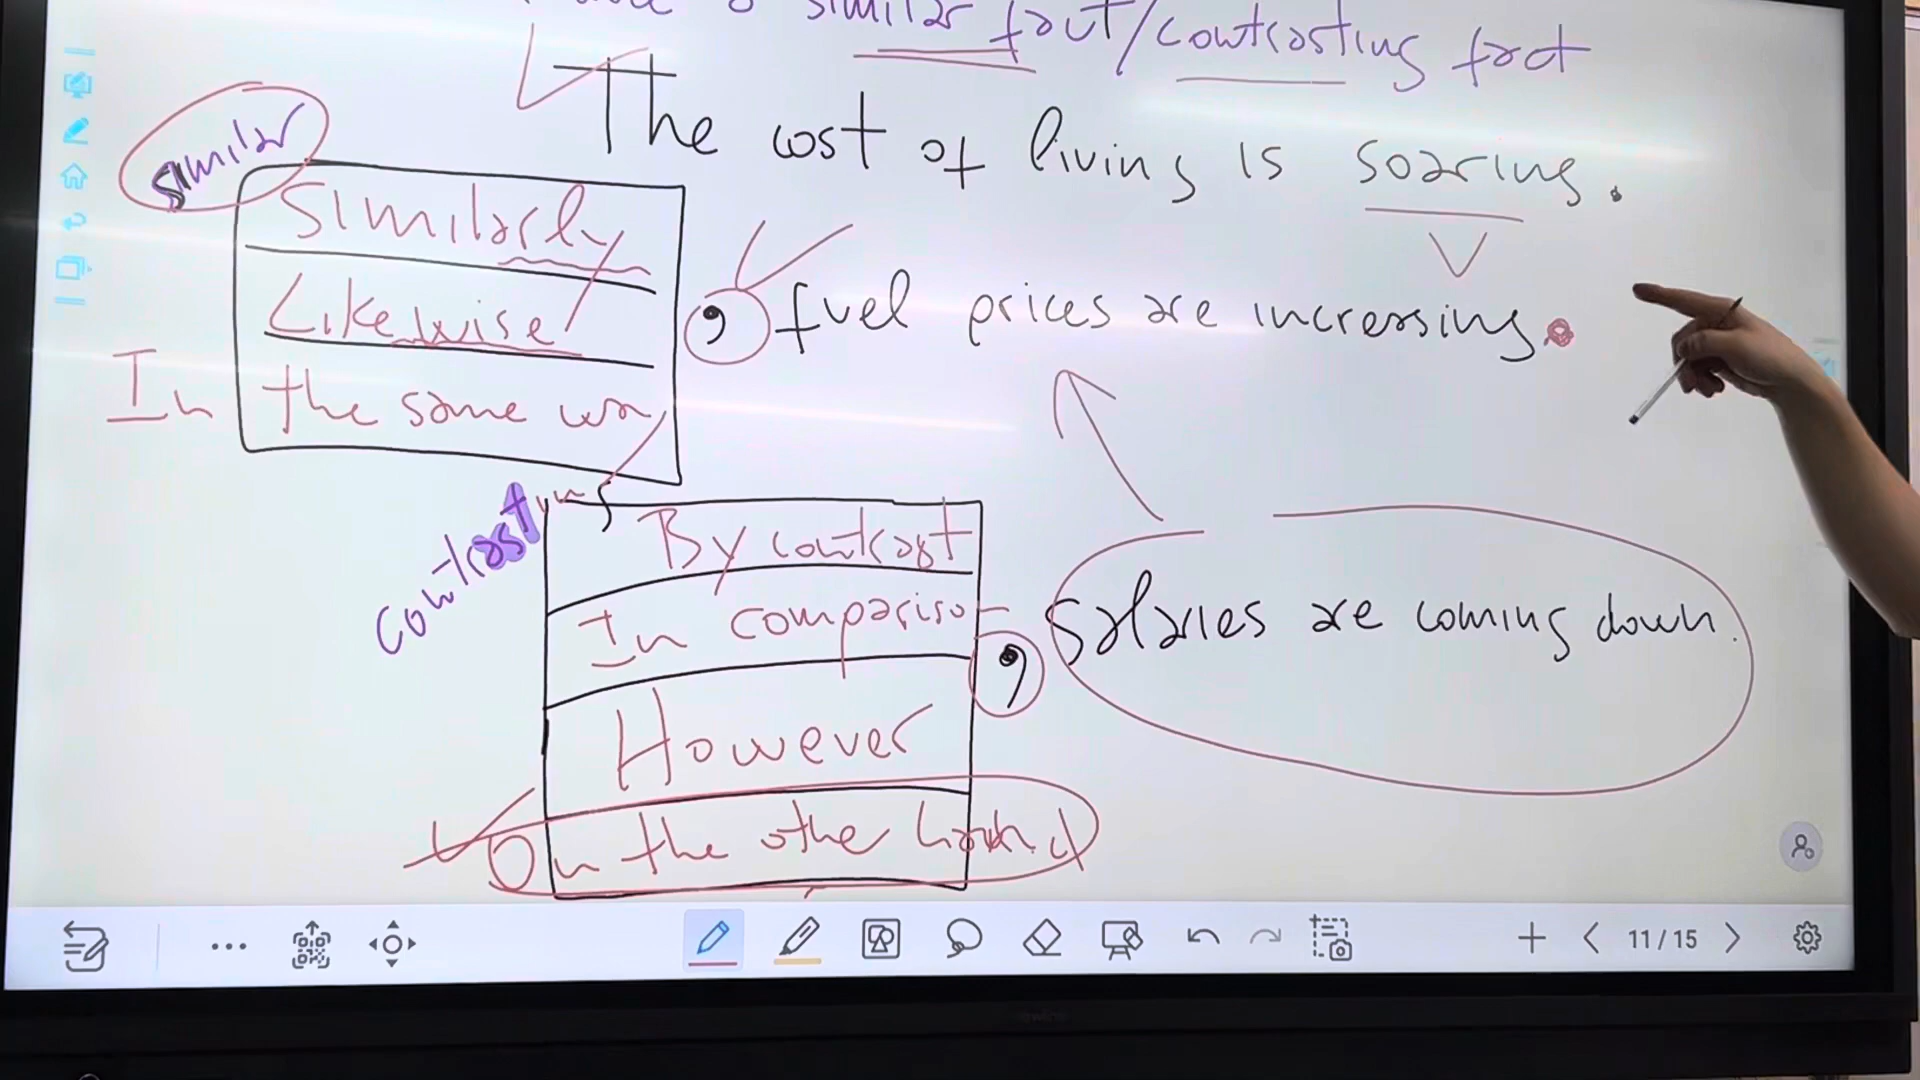 similar fact/contrasting fact
The cost of living is soaring.
similar
Similarly
Likewise
In the same way
, fuel prices are increasing.
contrasting
By contrast
In comparison
However
On the other hand
, salaries are coming down.
11/15